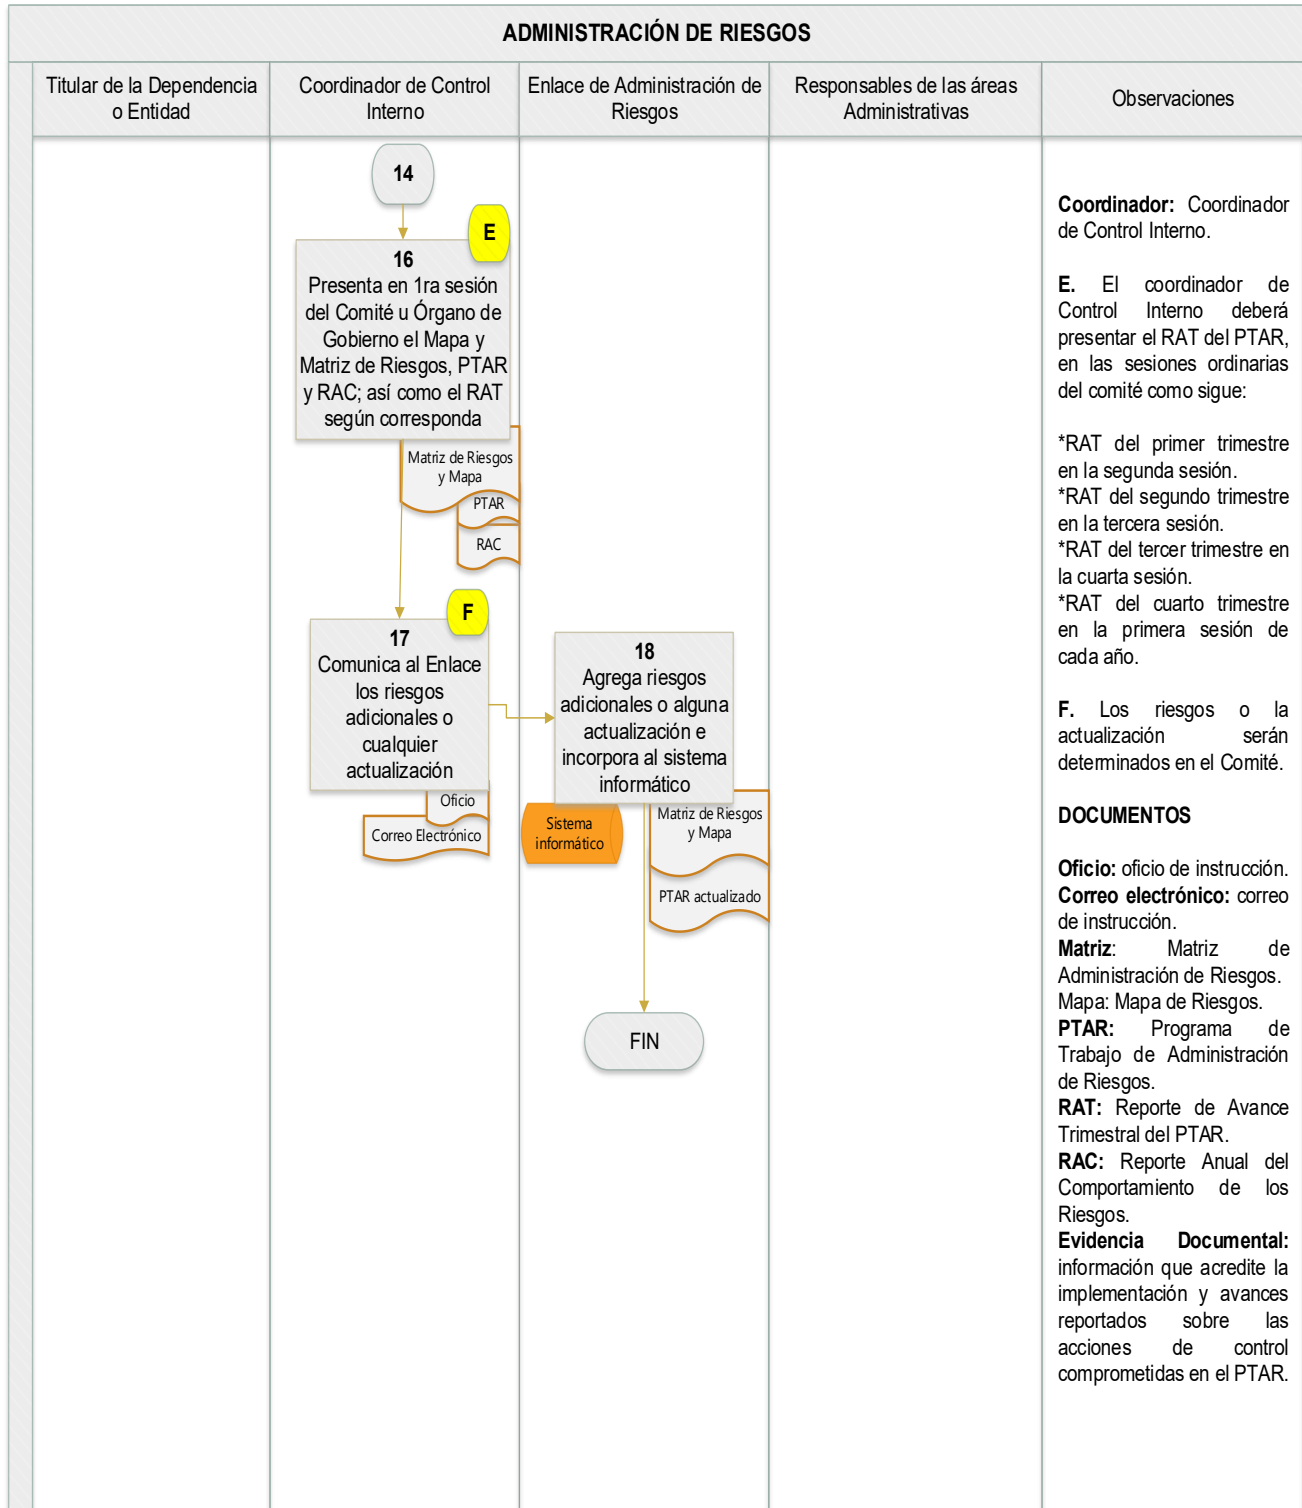 ADMINISTRACIÓN DE RIESGOS
Titular de la Dependencia
o Entidad
Coordinador de Control
Interno
Enlace de Administración de
Riesgos
Responsables de las áreas
Administrativas
Observaciones
14
E
16
Presenta en 1ra sesión
del Comité u Órgano de
Gobierno el Mapa y
Matriz de Riesgos, PTAR
y RAC; así como el RAT
según corresponda
Matriz de Riesgos
y Mapa
PTAR
RAC
F
17
Comunica al Enlace
los riesgos
adicionales o
cualquier
actualización
Oficio
Correo Electrónico
18
Agrega riesgos
adicionales o alguna
actualización e
incorpora al sistema
informático
Sistema
informático
Matriz de Riesgos
y Mapa
PTAR actualizado
FIN
Coordinador: Coordinador
de Control Interno.
E. El coordinador de
Control Interno deberá
presentar el RAT del PTAR,
en las sesiones ordinarias
del comité como sigue:
*RAT del primer trimestre
en la segunda sesión.
*RAT del segundo trimestre
en la tercera sesión.
*RAT del tercer trimestre en
la cuarta sesión.
*RAT del cuarto trimestre
en la primera sesión de
cada año.
F. Los riesgos o la
actualización serán
determinados en el Comité.
DOCUMENTOS
Oficio: oficio de instrucción.
Correo electrónico: correo
de instrucción.
Matriz: Matriz de
Administración de Riesgos.
Mapa: Mapa de Riesgos.
PTAR: Programa de
Trabajo de Administración
de Riesgos.
RAT: Reporte de Avance
Trimestral del PTAR.
RAC: Reporte Anual del
Comportamiento de los
Riesgos.
Evidencia Documental:
información que acredite la
implementación y avances
reportados sobre las
acciones de control
comprometidas en el PTAR.